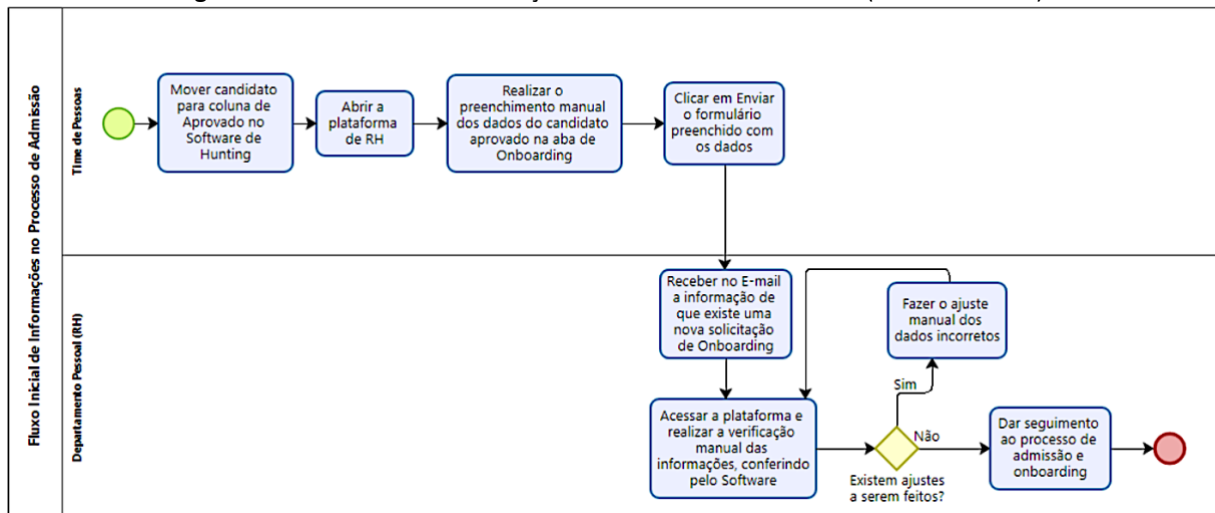 Fluxo Inicial de Informações no Processo de Admissão
Time de Pessoas
Mover candidato
para coluna de
Aprovado no
Software de
Hunting
Abrir a
plataforma
de RH
Realizar o
preenchimento manual
dos dados do candidato
aprovado na aba de
Onboarding
Clicar em Enviar
o formulário
preenchido com
os dados
Departamento Pessoal (RH)
Receber no E-mail
a informação de
que existe uma
nova solicitação
de Onboarding
Fazer o ajuste
manual dos
dados incorretos
Sim
Acessar a plataforma e
realizar a verificação
manual das
informações, conferindo
pelo Software
Não
Existem ajustes
a serem feitos?
Dar seguimento
ao processo de
admissão e
onboarding